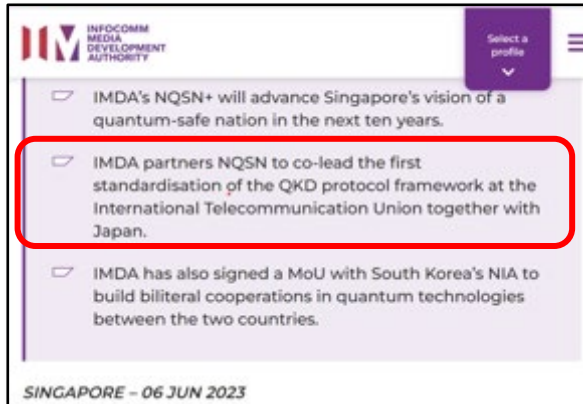 INFOCOMM
MEDIA
DEVELOPMENT
AUTHORITY
Select a
profile
IMDA's NQSN+ will advance Singapore's vision of a
quantum-safe nation in the next ten years.
IMDA partners NQSN to co-lead the first
standardisation of the QKD protocol framework at the
International Telecommunication Union together with
Japan.
IMDA has also signed a MoU with South Korea's NIA to
build biliteral cooperations in quantum technologies
between the two countries.
SINGAPORE – 06 JUN 2023